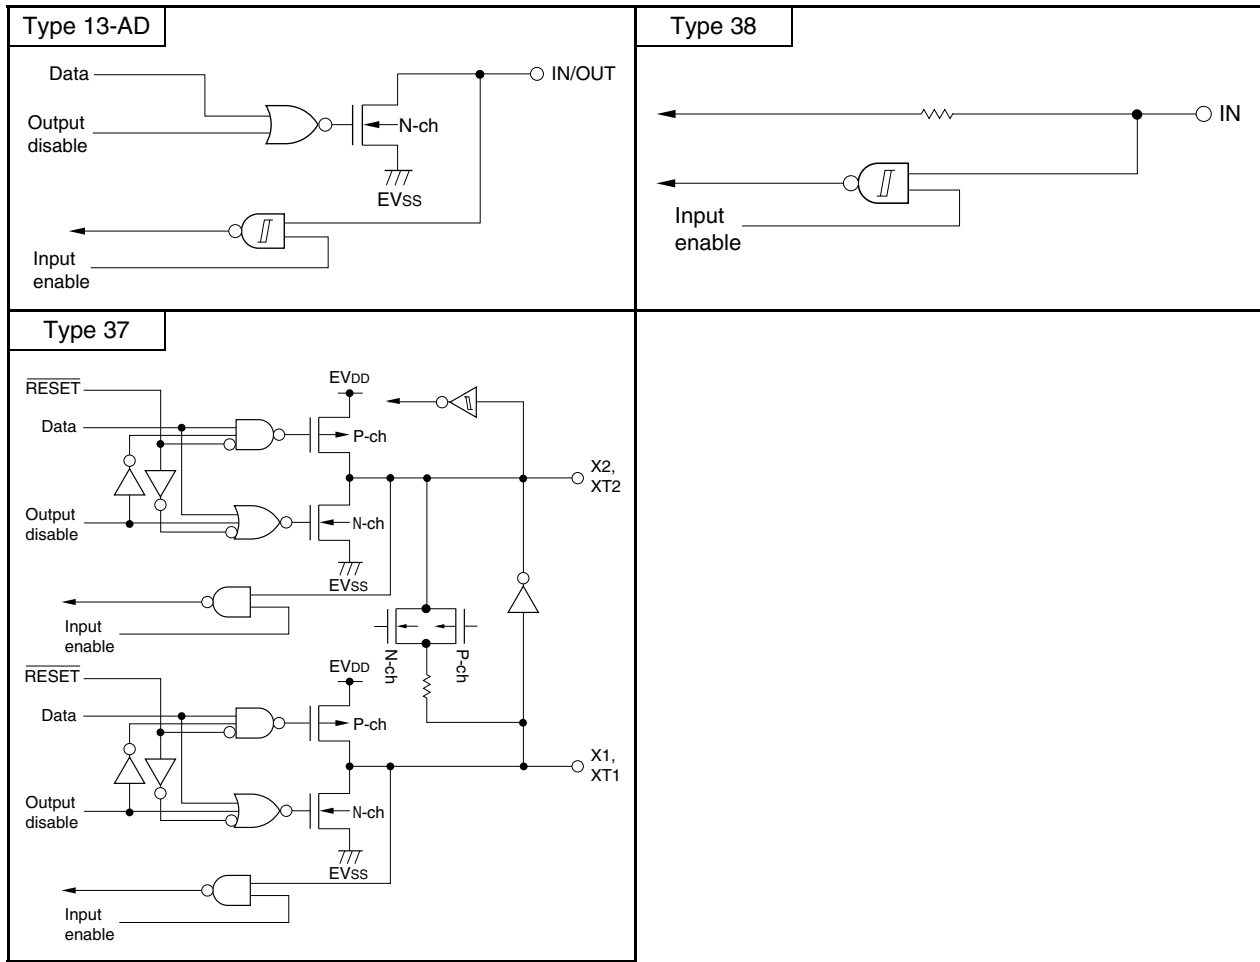 Type 13-AD
Data
Output
disable
N-ch
IN/OUT
EVSS
Input
enable
Type 38
IN
Input
enable
Type 37
RESET
Data
Output
disable
EVDD
P-ch
N-ch
EVSS
X2,
XT2
Input
enable
N-ch
P-ch
RESET
Data
Output
disable
EVDD
P-ch
N-ch
EVSS
X1,
XT1
Input
enable